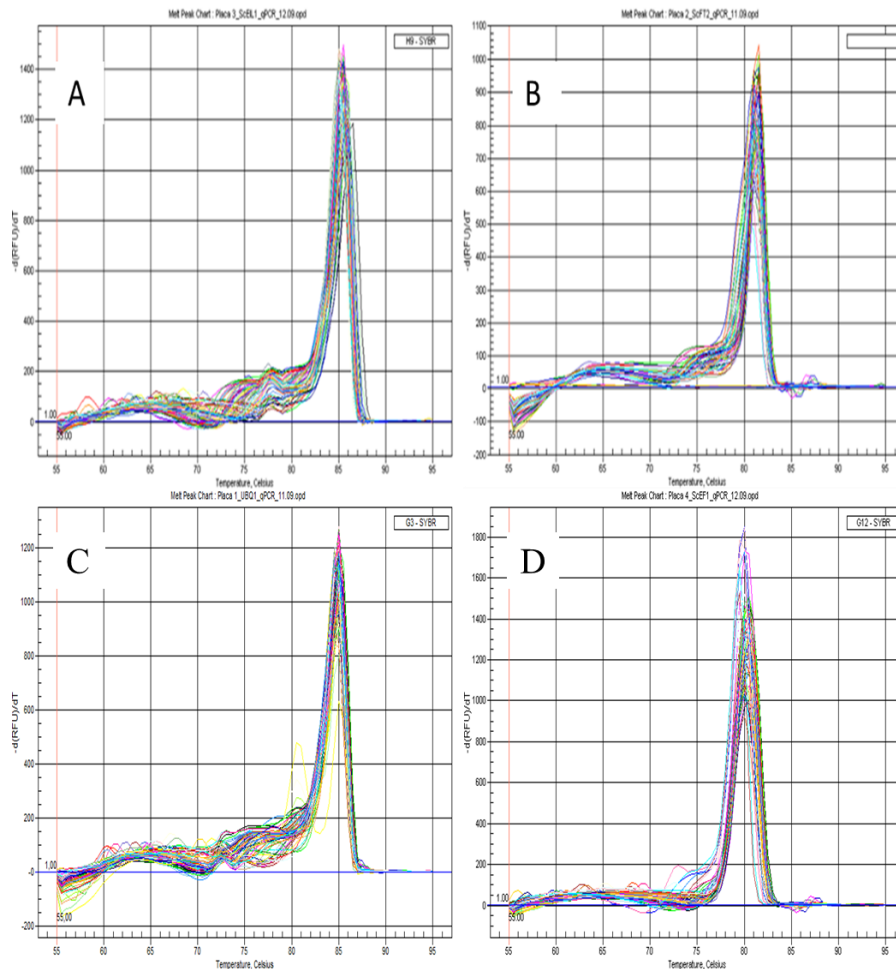 Melt Peak Chart : Placa 3_ScEIL1_qPCR_12.09.opd
H9 - SYBR
A
1400
1200
1000
800
600
400
200
0
-d(RFU)/dT
1.00
55.00
55 60 65 70 75 80 85 90 95
Temperature, Celsius
Melt Peak Chart : Placa 2_ScFT2_qPCR_11.09.opd
B
1100
1000
900
800
700
600
500
400
300
200
100
0
-100
-200
-d(RFU)/dT
1.00
55.00
55 60 65 70 75 80 85 90 95
Temperature, Celsius
Melt Peak Chart : Placa 1_UBQ1_qPCR_11.09.opd
G3 - SYBR
C
1200
1000
800
600
400
200
-0
-200
-d(RFU)/dT
1.00
55.00
55 60 65 70 75 80 85 90 95
Temperature, Celsius
Melt Peak Chart : Placa 4_ScEF1_qPCR_12.09.opd
G12 - SYBR
D
1800
1600
1400
1200
1000
800
600
400
200
0
-d(RFU)/dT
1.00
55.00
55 60 65 70 75 80 85 90 95
Temperature, Celsius